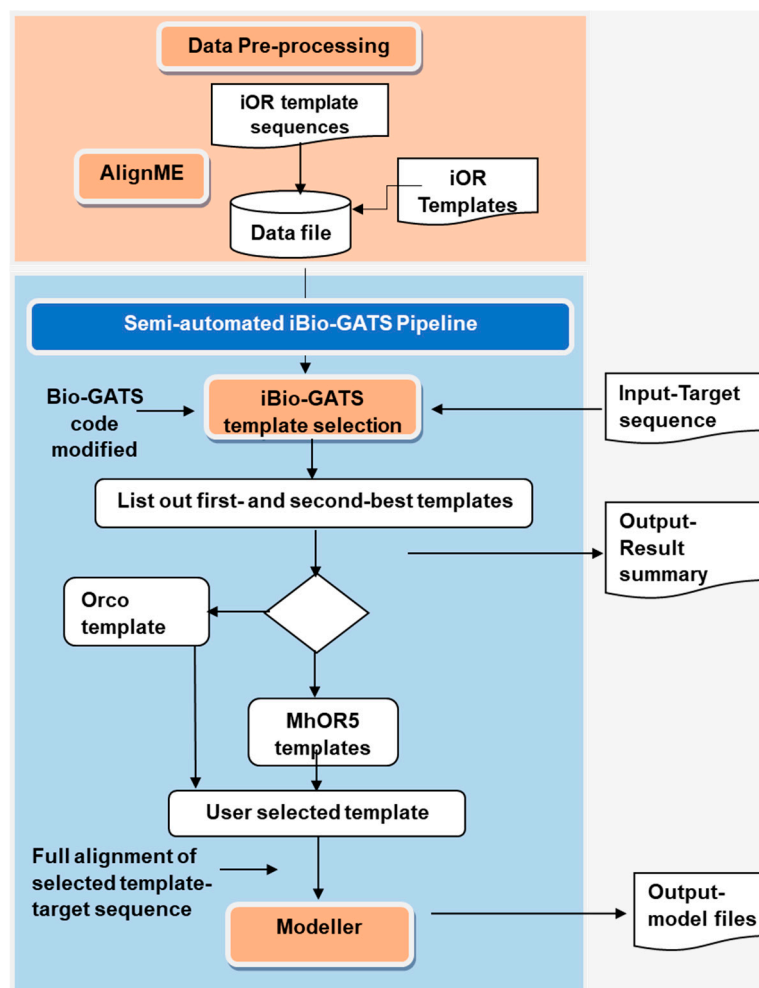 Data Pre-processing
iOR template
sequences
AlignME
iOR
Templates
Data file
Semi-automated iBio-GATS Pipeline
Bio-GATS
code
modified
iBio-GATS
template selection
Input-Target
sequence
List out first- and second-best templates
Output-
Result
summary
Orco
template
MhOR5
templates
User selected template
Full alignment of
selected template-
target sequence
Modeller
Output-
model files